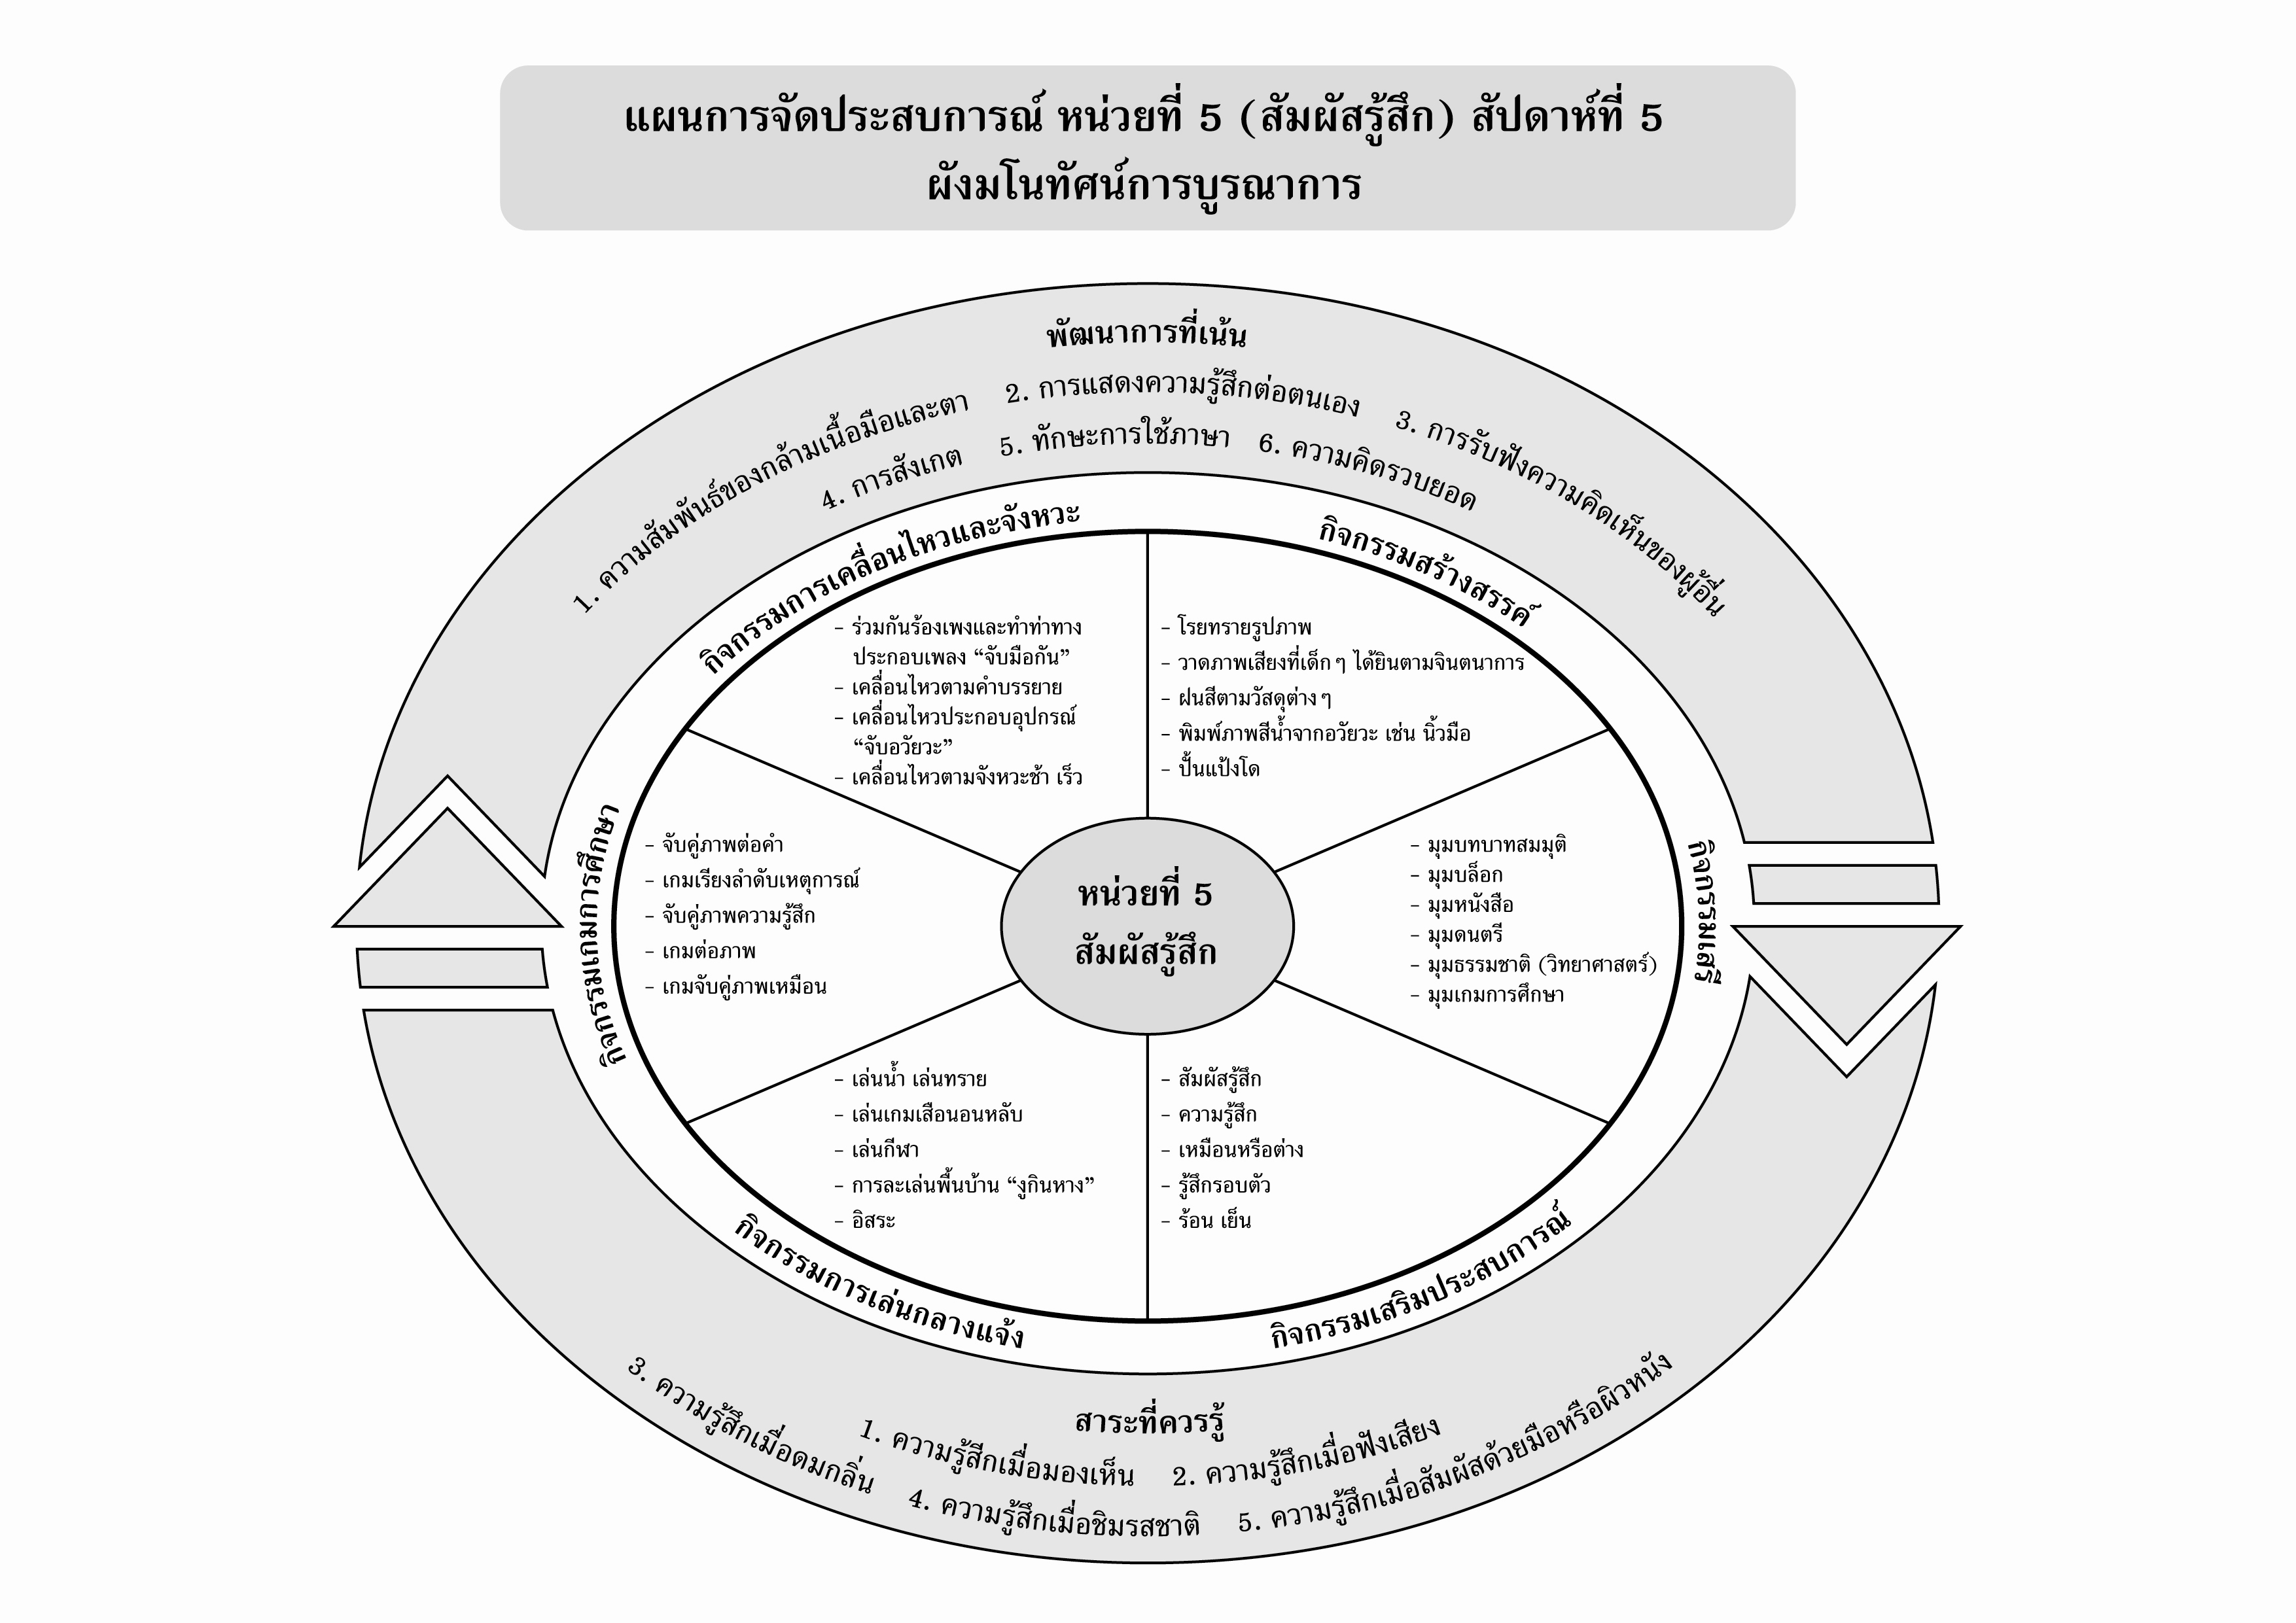 แผนการจัดประสบการณ์ หน่วยที่ 5 (สัมผัสรู้สึก) สัปดาห์ที่ 5
ผังมโนทัศน์การบูรณาการ
พัฒนาการที่เน้น
1. ความสัมพันธ์ของกล้ามเนื้อมือและตา 2. การแสดงความรู้สึกต่อตนเอง 3. การรับฟังความคิดเห็นของผู้อื่น
4. การสังเกต 5. ทักษะการใช้ภาษา 6. ความคิดรวบยอด
กิจกรรมการเคลื่อนไหวและจังหวะ
- ร่วมกันร้องเพงและทำท่าทาง
ประกอบเพลง “จับมือกัน”
- เคลื่อนไหวตามคำบรรยาย
- เคลื่อนไหวประกอบอุปกรณ์
“จับอวัยวะ”
- เคลื่อนไหวตามจังหวะช้า เร็ว
กิจกรรมสร้างสรรค์
- โรยทรายรูปภาพ
- วาดภาพเสียงที่เด็กๆ ได้ยินตามจินตนาการ
- ฝนสีตามวัสดุต่างๆ
- พิมพ์ภาพสีน้ำจากอวัยวะ เช่น นิ้วมือ
- ปั้นแป้งโด
กิจกรรมเกมการศึกษา
- จับคู่ภาพต่อคำ
- เกมเรียงลำดับเหตุการณ์
- จับคู่ภาพความรู้สึก
- เกมต่อภาพ
- เกมจับคู่ภาพเหมือน
หน่วยที่ 5
สัมผัสรู้สึก
กิจกรรมเสรี
- มุมบทบาทสมมุติ
- มุมบล็อก
- มุมหนังสือ
- มุมดนตรี
- มุมธรรมชาติ (วิทยาศาสตร์)
- มุมเกมการศึกษา
- เล่นน้ำ เล่นทราย
- เล่นเกมเสือนอนหลับ
- เล่นกีฬา
- การละเล่นพื้นบ้าน “งูกินหาง”
- อิสระ
กิจกรรมการเล่นกลางแจ้ง
- สัมผัสรู้สึก
- ความรู้สึก
- เหมือนหรือต่าง
- รู้สึกรอบตัว
- ร้อน เย็น
กิจกรรมเสริมประสบการณ์
สาระที่ควรรู้
1. ความรู้สึกเมื่อมองเห็น 2. ความรู้สึกเมื่อฟังเสียง
3. ความรู้สึกเมื่อดมกลิ่น 4. ความรู้สึกเมื่อชิมรสชาติ 5. ความรู้สึกเมื่อสัมผัสด้วยมือหรือผิวหนัง